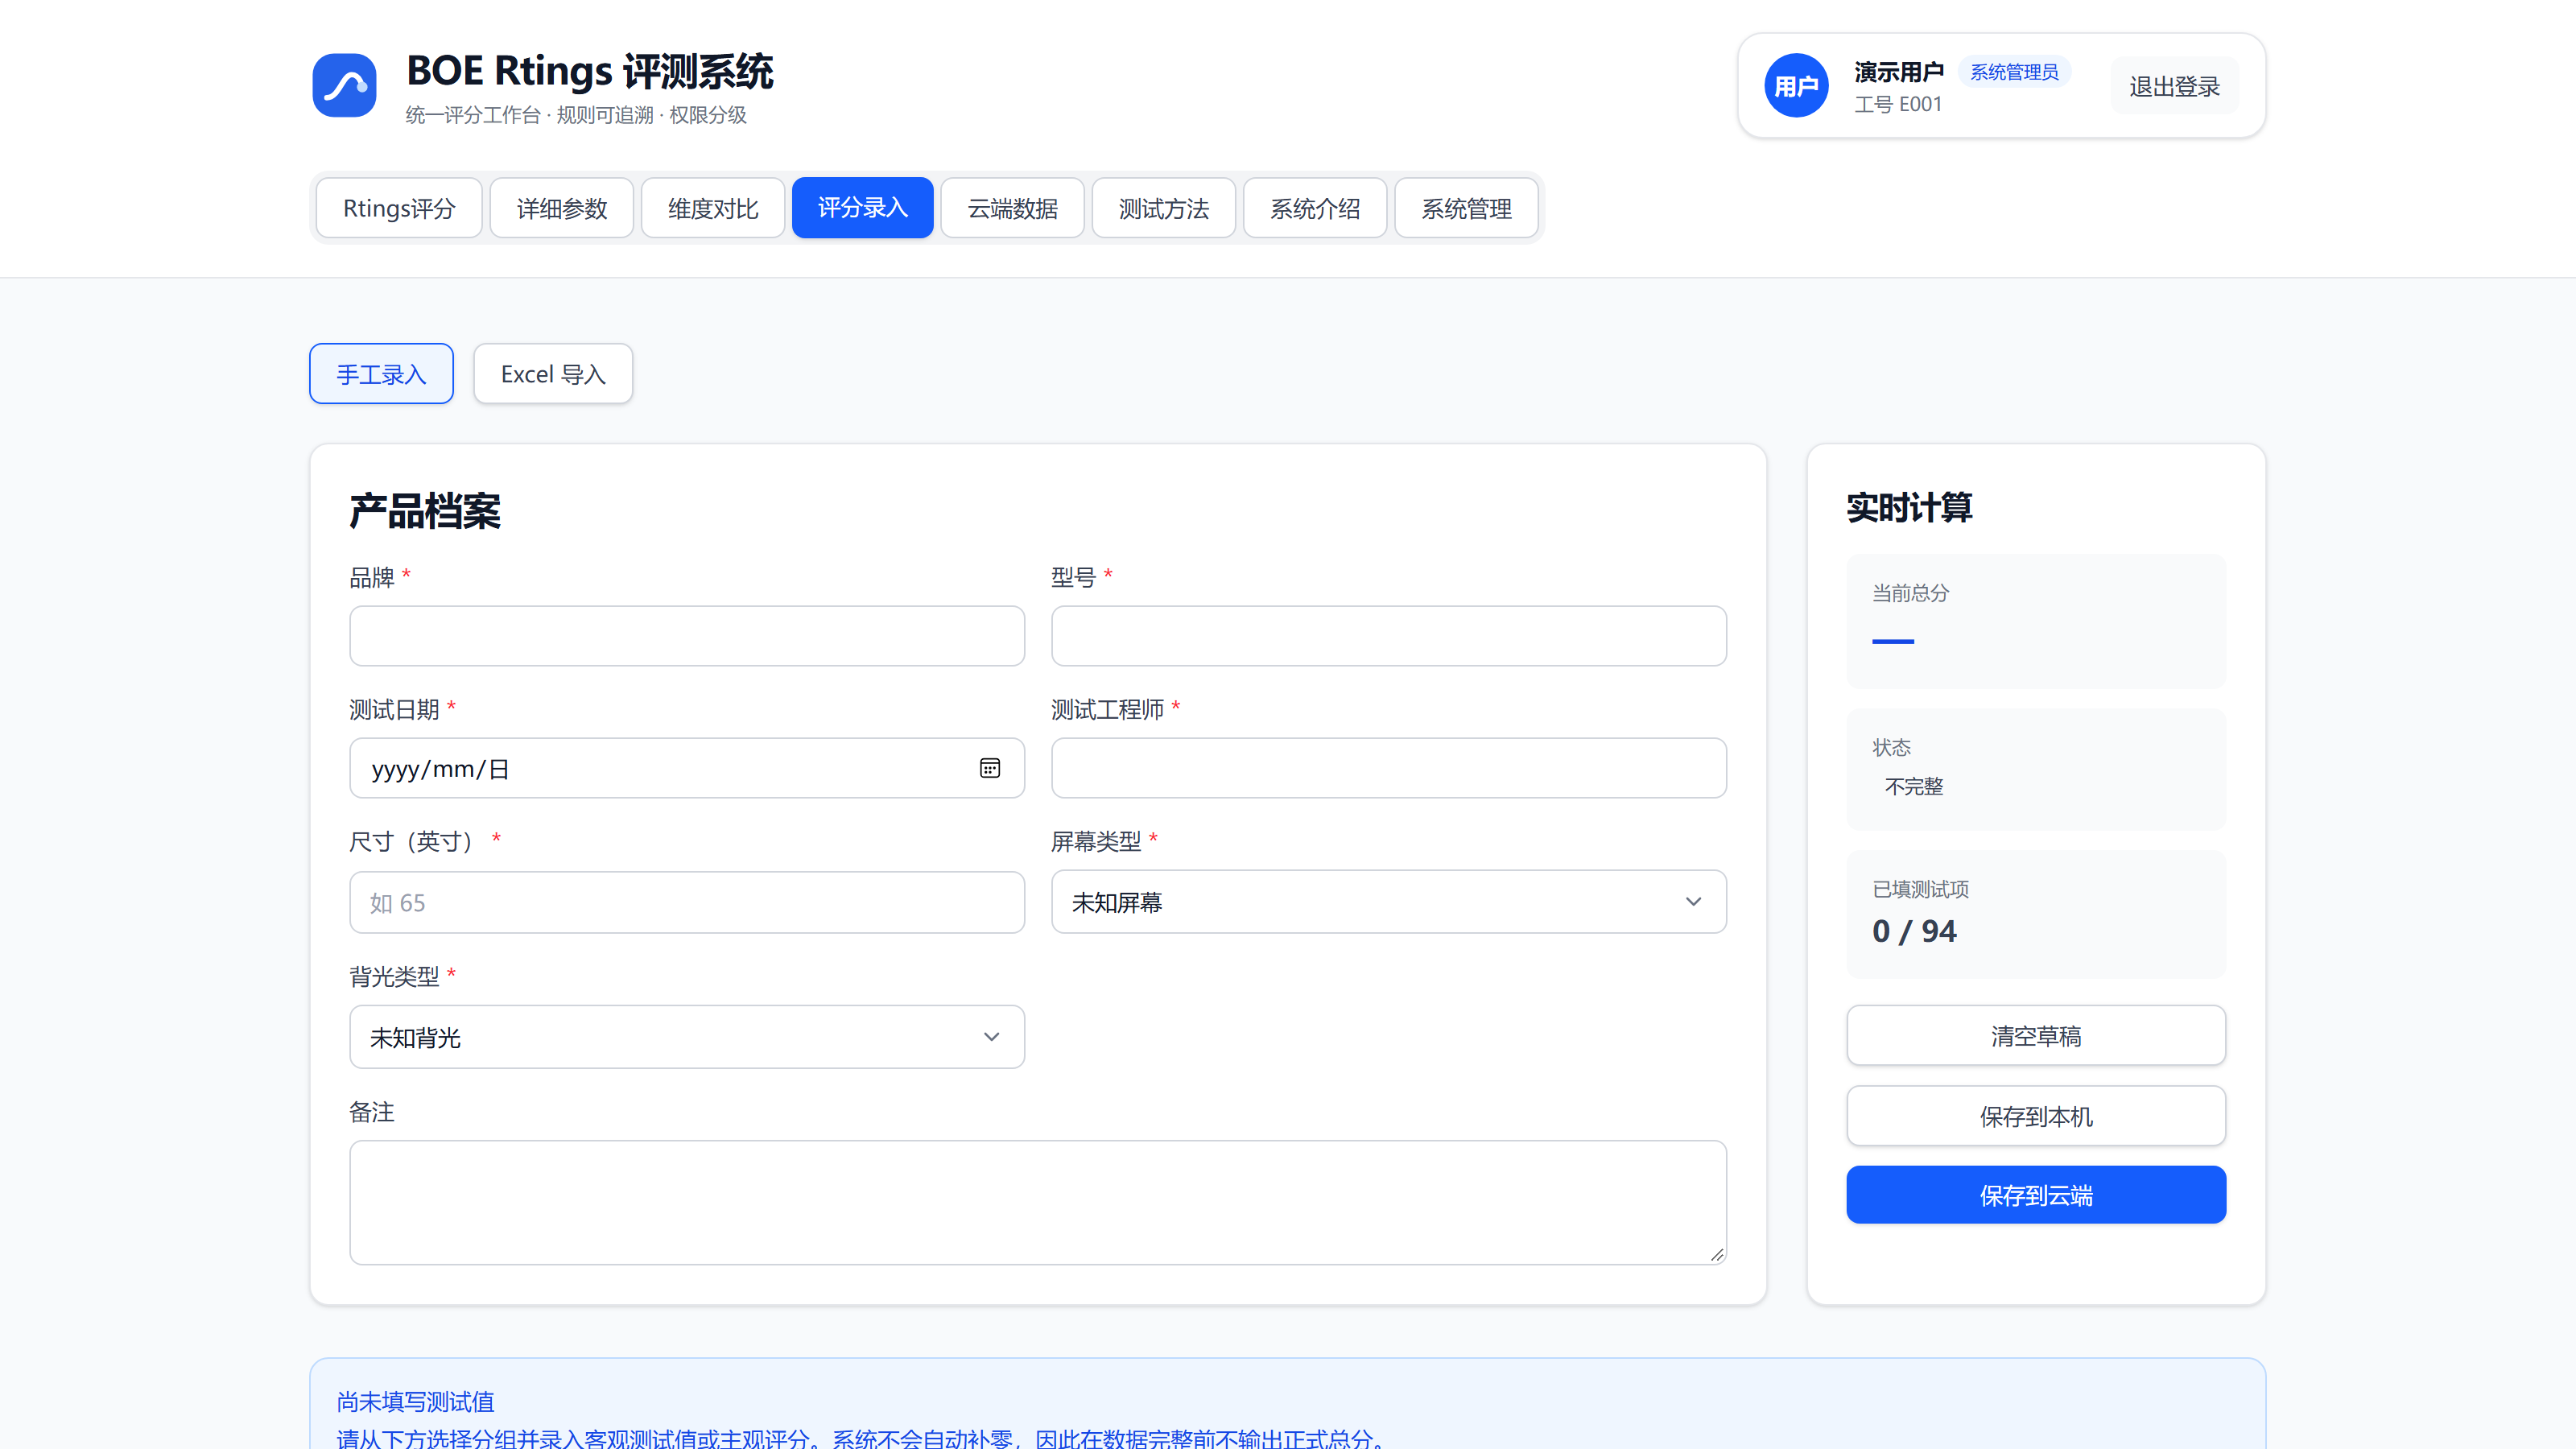 BOE Rtings 评测系统
统一评分工作台 · 规则可追溯 · 权限分级
用户
演示用户 系统管理员
工号 E001
退出登录
Rtings评分 详细参数 维度对比 评分录入 云端数据 测试方法 系统介绍 系统管理
手工录入 Excel 导入
产品档案
品牌 * 型号 *
测试日期 * 测试工程师 *
yyyy/mm/日
尺寸（英寸） * 屏幕类型 *
如 65 未知屏幕
背光类型 *
未知背光
备注
实时计算
当前总分
—
状态
不完整
已填测试项
0 / 94
清空草稿
保存到本机
保存到云端
尚未填写测试值
请从下方选择分组并录入客观测试值或主观评分。系统不会自动补零，因此在数据完整前不输出正式总分。